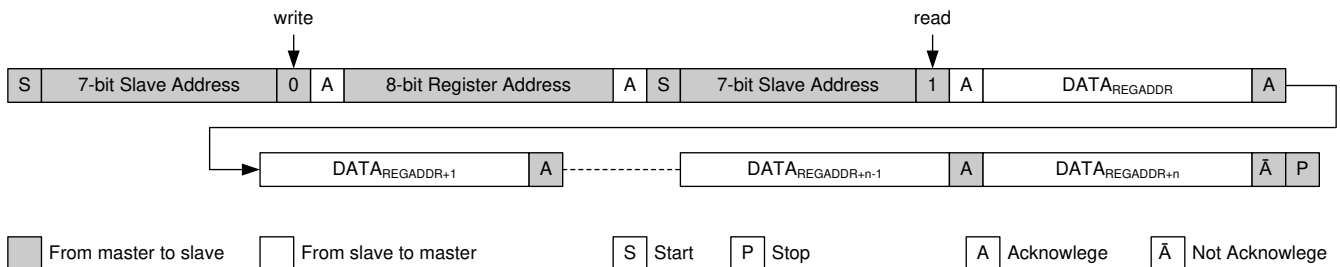 write read
S 7-bit Slave Address 0 A 8-bit Register Address A S 7-bit Slave Address 1 A DATAREGADDR A
DATAREGADDR+1 A DATAREGADDR+n-1 A DATAREGADDR+n Ā P
From master to slave From slave to master S Start P Stop A Acknowlege Ā Not Acknowlege